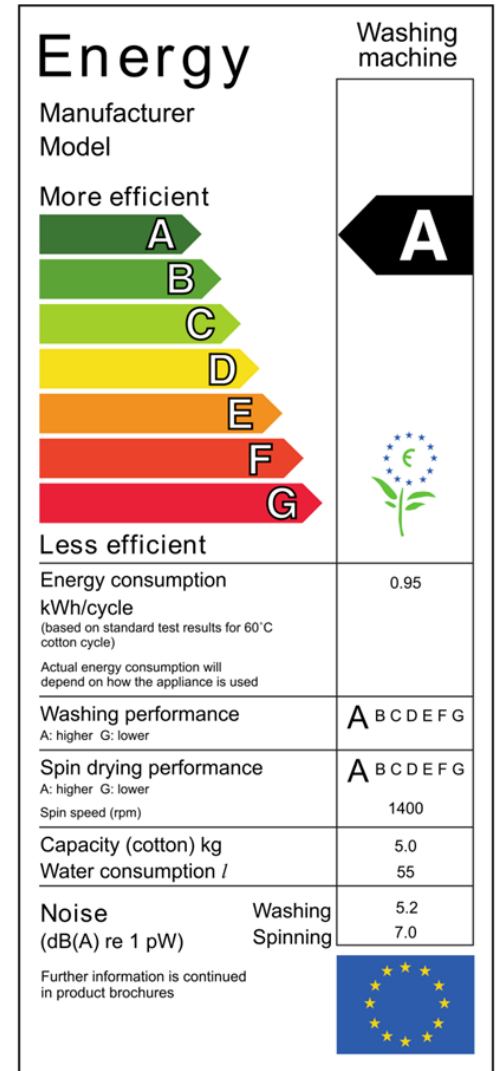 Energy
Washing
machine
Manufacturer
Model
More efficient
A
A
B
C
D
E
F
G
Less efficient
Energy consumption 0.95
kWh/cycle
(based on standard test results for 60˚C
cotton cycle)
Actual energy consumption will
depend on how the appliance is used
Washing performance A B C D E F G
A: higher G: lower
Spin drying performance A B C D E F G
A: higher G: lower
Spin speed (rpm) 1400
Capacity (cotton) kg 5.0
Water consumption l 55
Noise Washing 5.2
(dB(A) re 1 pW) Spinning 7.0
Further information is continued
in product brochures